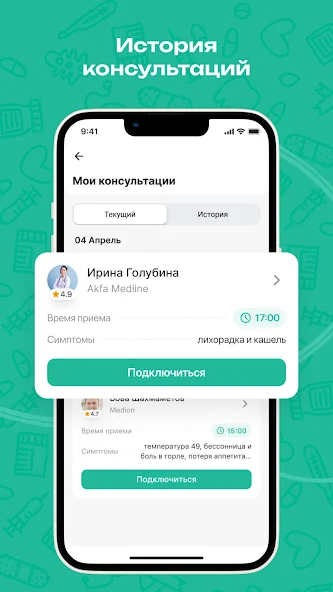 История
консультаций
9:41
Мои консультации
Текущий
История
04 Апрель
Ирина Голубина
4.9
Akfa Medline
Время приема
17:00
Симптомы
лихорадка и кашель
Подключиться
Вова Шахмаметов
4.7
Medion
Время приема
15:00
Симптомы
температура 49, бессонница и
боль в горле, потеря аппетита...
Подключиться